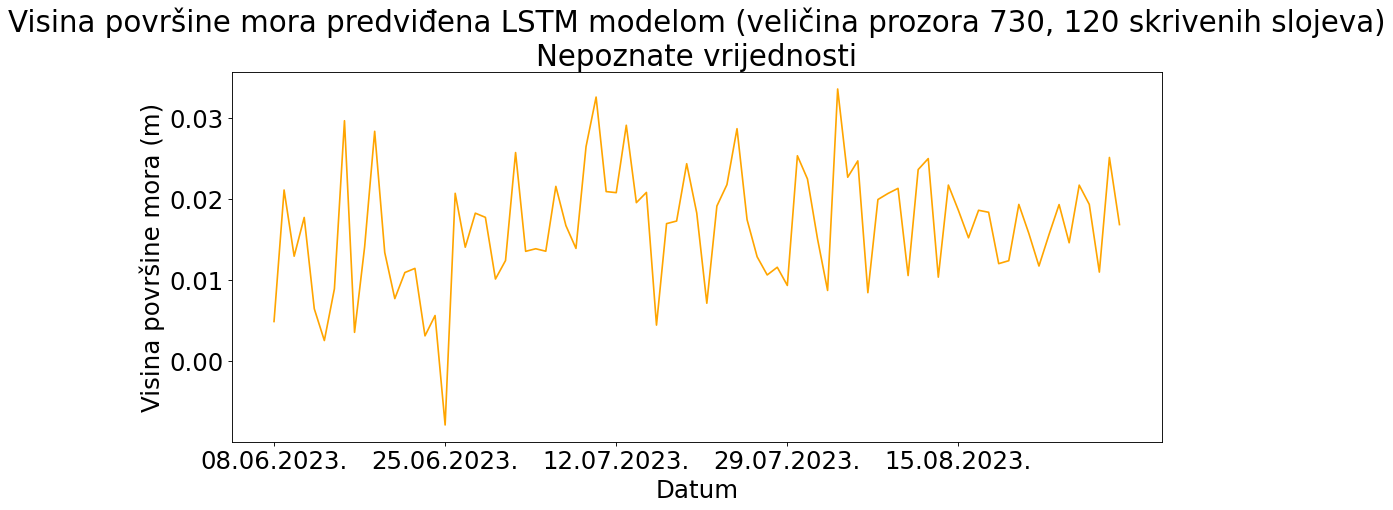 Visina površine mora predviđena LSTM modelom (veličina prozora 730, 120 skrivenih slojeva)
Nepoznate vrijednosti
Visina površine mora (m)
0.03
0.02
0.01
0.00
08.06.2023.
25.06.2023.
12.07.2023.
29.07.2023.
15.08.2023.
Datum